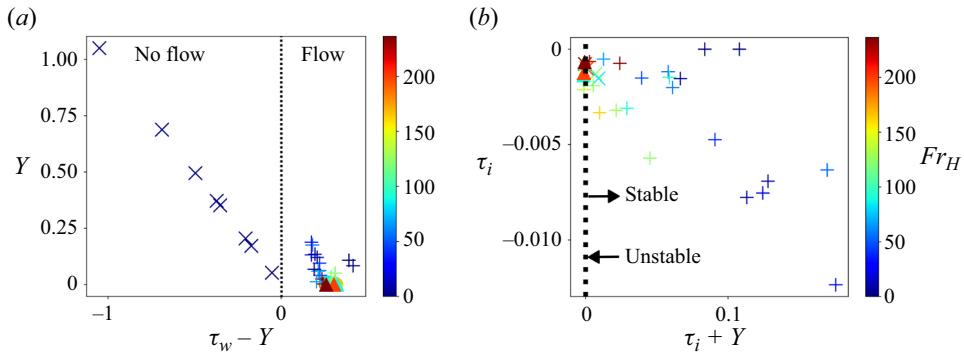 (a)
1.00
0.75
Y
0.50
0.25
0
No flow
Flow
−1
0
τw – Y
200
150
100
50
0
(b)
0
−0.005
τi
−0.010
Stable
Unstable
0
0.1
τi + Y
200
150
100
50
0
FrH